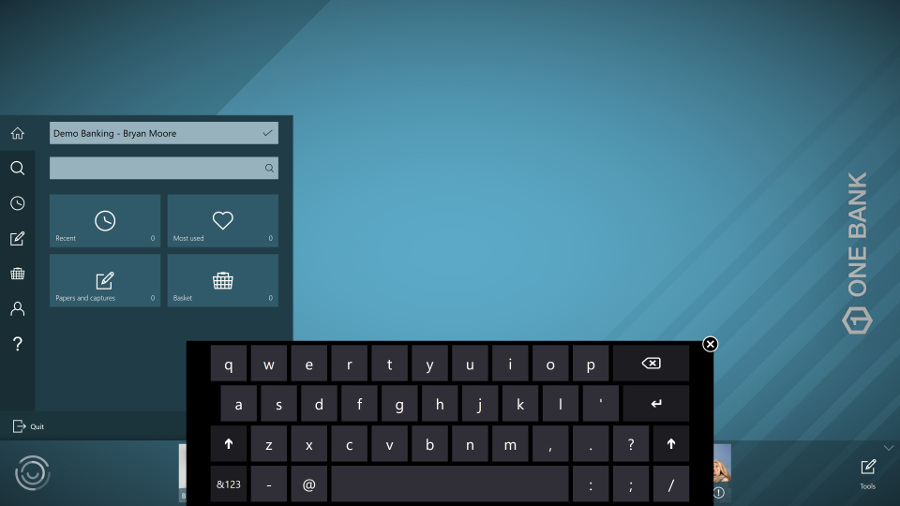 Demo Banking - Bryan Moore
Recent 0
Most used 0
Papers and captures 0
Basket 0
?
Quit
ONE BANK
1
q w e r t y u i o p
a s d f g h j k l '
z x c v b n m , . ?
&123 - @ : ; /
Tools